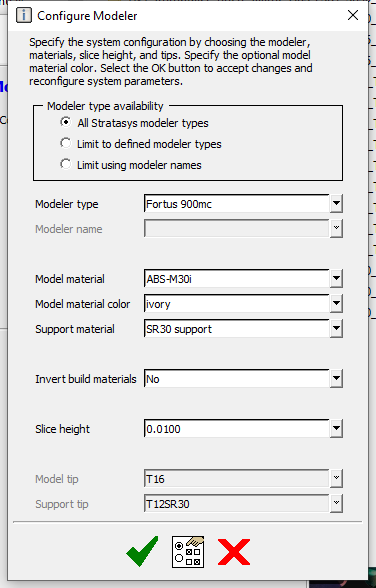 Configure Modeler
Specify the system configuration by choosing the modeler,
materials, slice height, and tips. Specify the optional model
material color. Select the OK button to accept changes and
reconfigure system parameters.
Modeler type availability
All Stratasys modeler types
Limit to defined modeler types
Limit using modeler names
Modeler type Fortus 900mc
Modeler name
Model material ABS-M30i
Model material color ivory
Support material SR30 support
Invert build materials No
Slice height 0.0100
Model tip T16
Support tip T12SR30